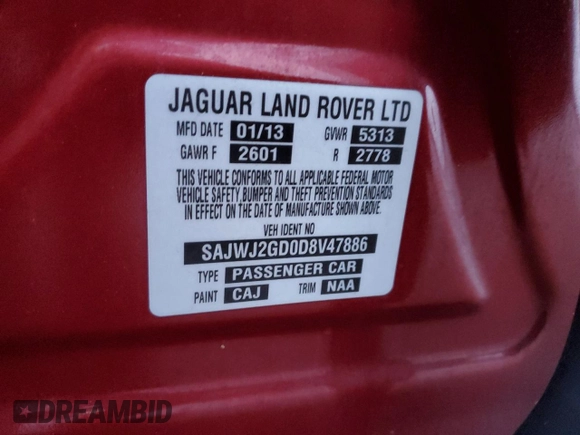 JAGUAR LAND ROVER LTD
MFD DATE 01/13 GVWR 5313
GAWR F 2601 R 2778
THIS VEHICLE CONFORMS TO ALL APPLICABLE FEDERAL MOTOR
VEHICLE SAFETY, BUMPER AND THEFT PREVENTION STANDARDS
IN EFFECT ON THE DATE OF MANUFACTURE SHOWN ABOVE.
VEH IDENT NO
SAJWJ2GD0D8V47886
TYPE PASSENGER CAR
PAINT CAJ TRIM NAA
DREAMBID